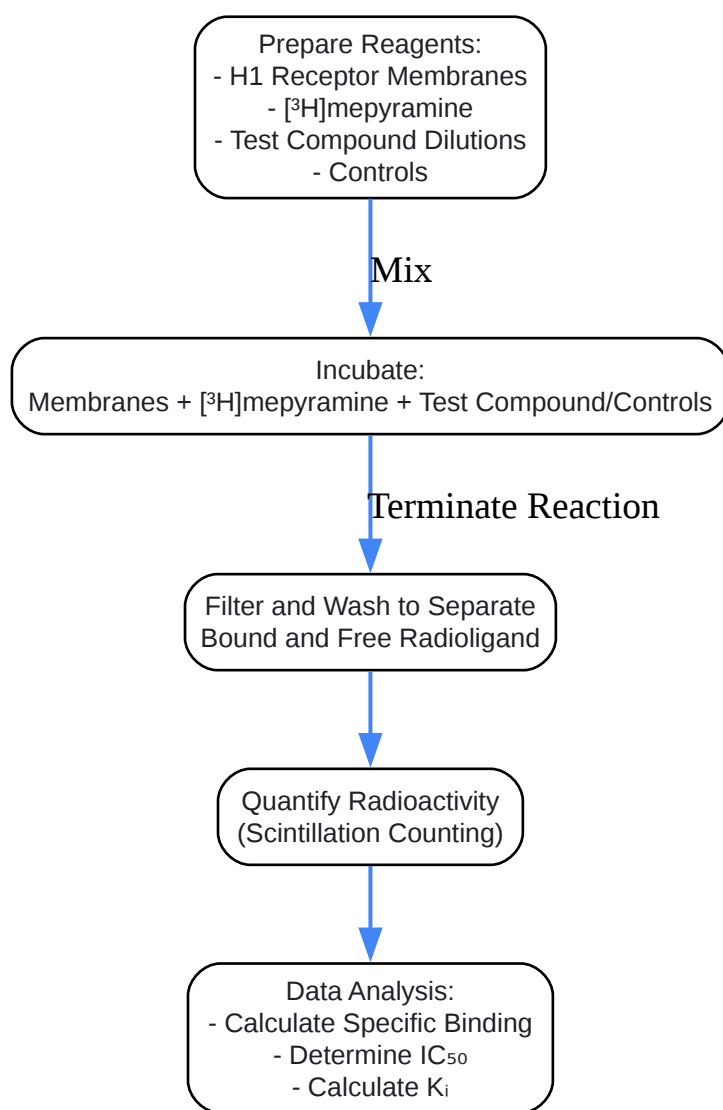 Prepare Reagents:
- H1 Receptor Membranes
- [³H]mepyramine
- Test Compound Dilutions
- Controls
Mix
Incubate:
Membranes + [³H]mepyramine + Test Compound/Controls
Terminate Reaction
Filter and Wash to Separate
Bound and Free Radioligand
Quantify Radioactivity
(Scintillation Counting)
Data Analysis:
- Calculate Specific Binding
- Determine IC₅₀
- Calculate Kᵢ